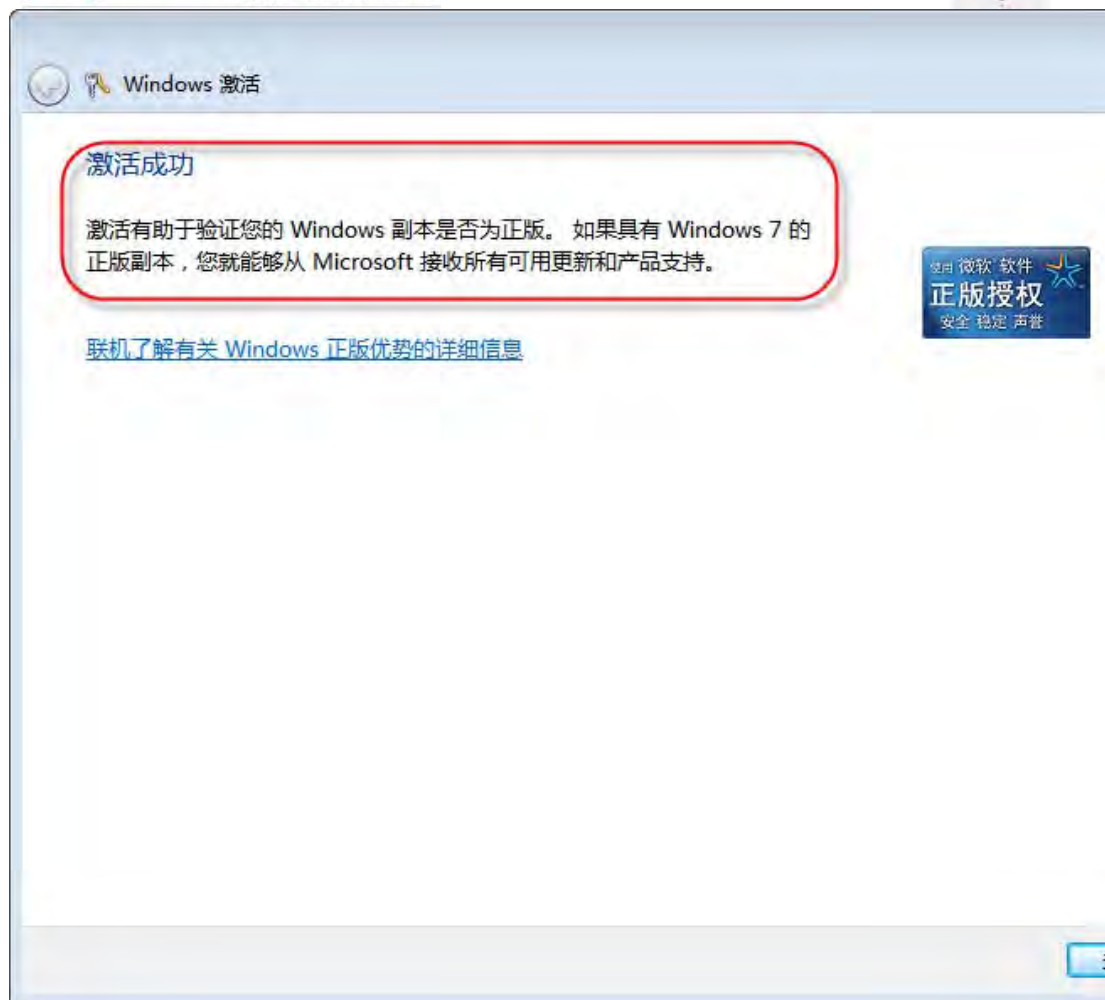 Windows 激活
激活成功
激活有助于验证您的 Windows 副本是否为正版。 如果具有 Windows 7 的
正版副本，您就能够从 Microsoft 接收所有可用更新和产品支持。
使用 微软 软件
正版授权
安全 稳定 声誉
联机了解有关 Windows 正版优势的详细信息